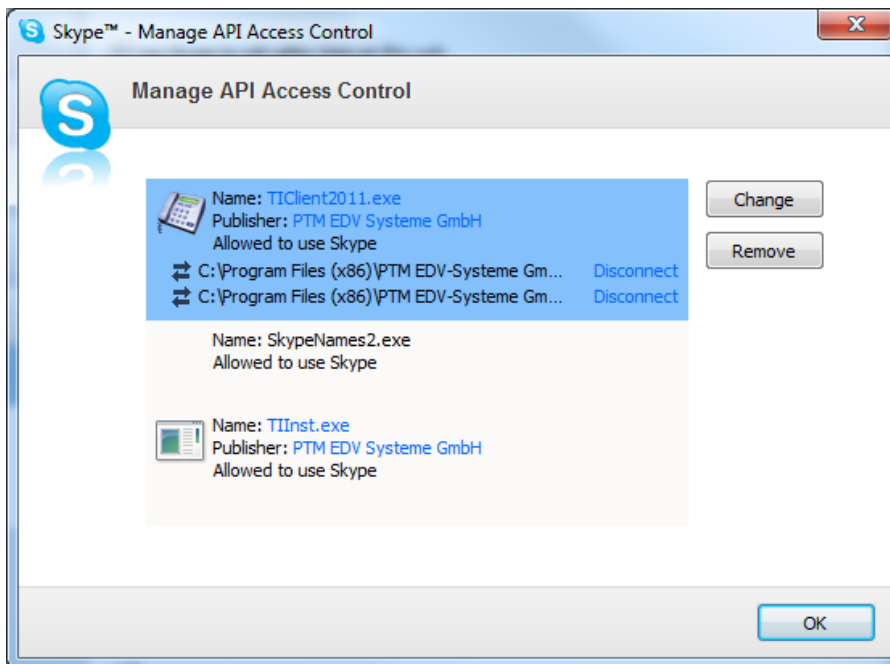 Skype™ - Manage API Access Control
Manage API Access Control
Name: TIClient2011.exe
Publisher: PTM EDV Systeme GmbH
Allowed to use Skype
C:\Program Files (x86)\PTM EDV-Systeme Gm... Disconnect
C:\Program Files (x86)\PTM EDV-Systeme Gm... Disconnect
Name: SkypeNames2.exe
Allowed to use Skype
Name: TIInst.exe
Publisher: PTM EDV Systeme GmbH
Allowed to use Skype
Change
Remove
OK